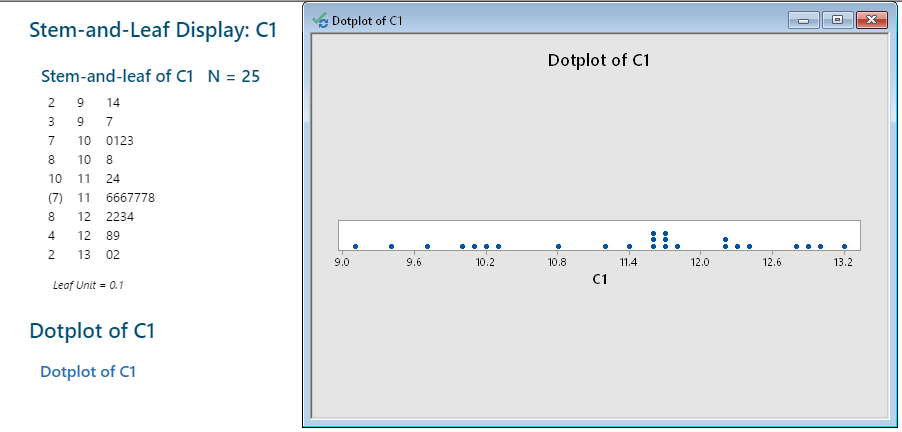 Stem-and-Leaf Display: C1
Stem-and-leaf of C1 N = 25
2 9 14
3 9 7
7 10 0123
8 10 8
10 11 24
(7) 11 6667778
8 12 2234
4 12 89
2 13 02
Leaf Unit = 0.1
Dotplot of C1
Dotplot of C1
Dotplot of C1
Dotplot of C1
9.0 9.6 10.2 10.8 11.4 12.0 12.6 13.2
C1